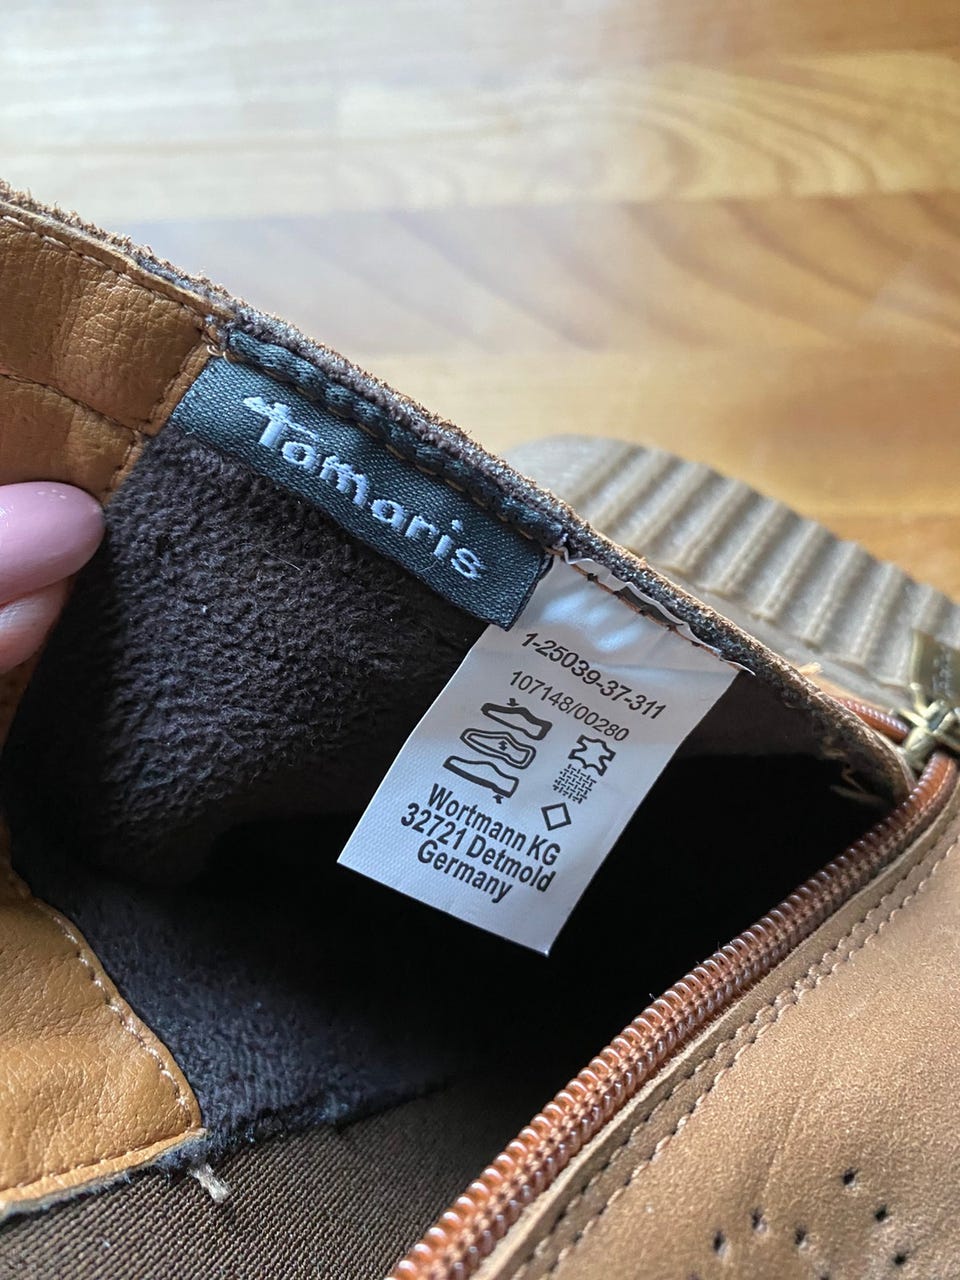 Tamaris
1-25039-37-311
107148/00280
Wortmann KG
32721 Detmold
Germany